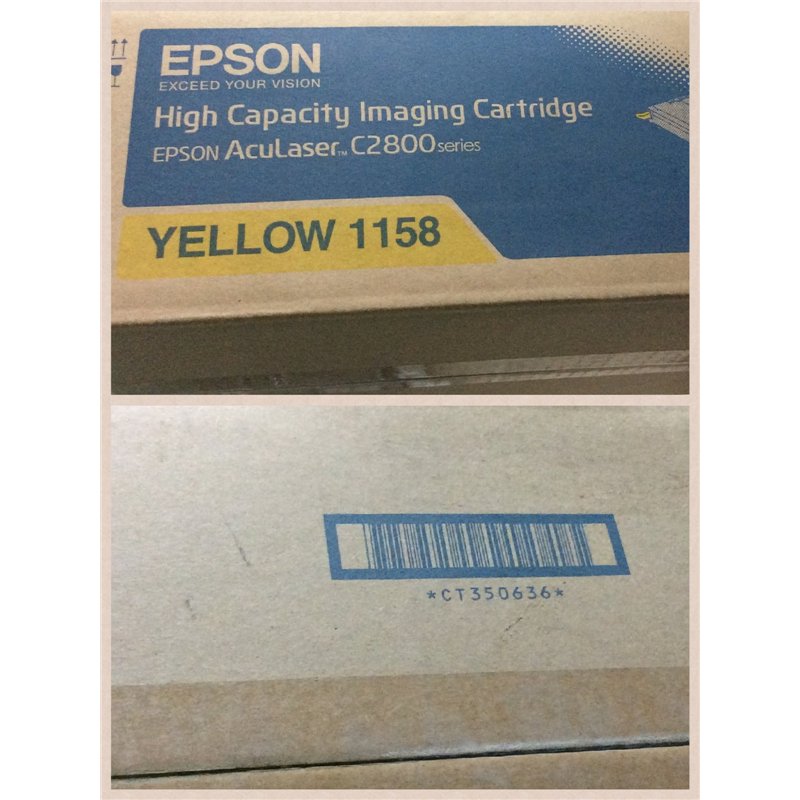 EPSON
EXCEED YOUR VISION
High Capacity Imaging Cartridge
EPSON AcuLaser™ C2800 series
YELLOW 1158
*CT350636*